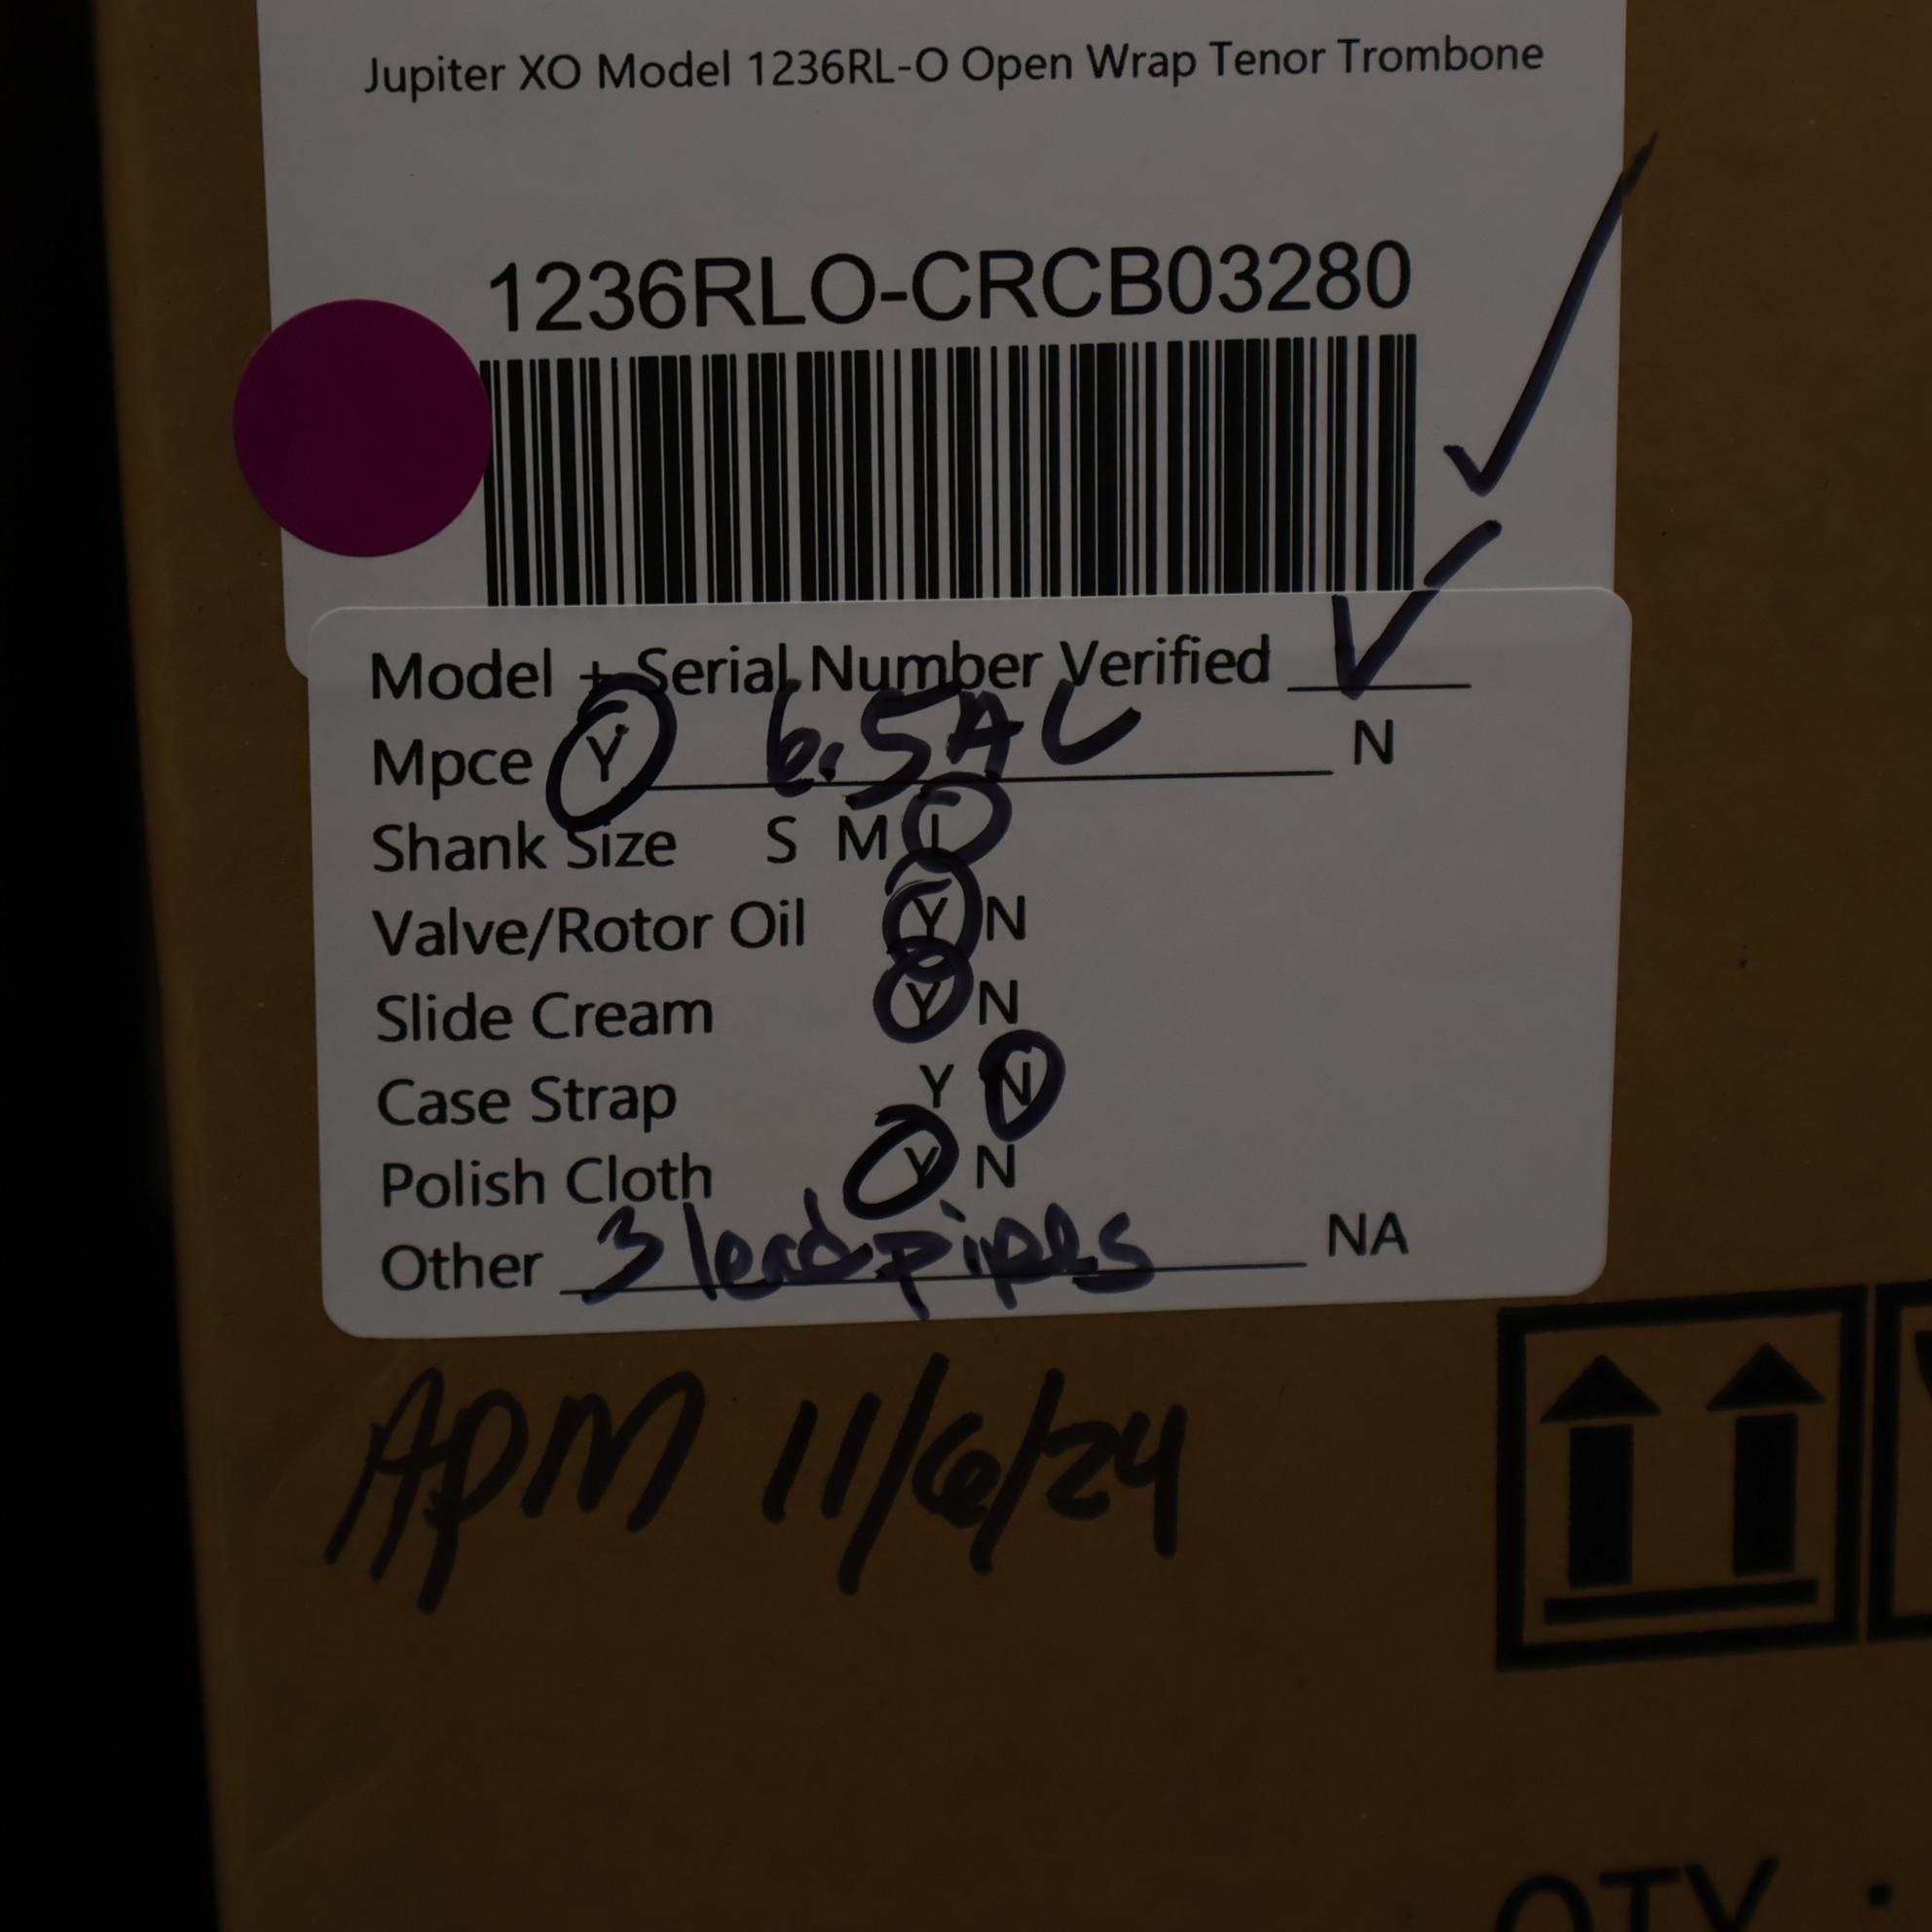 Jupiter XO Model 1236RL-O Open Wrap Tenor Trombone
1236RLO-CRCB03280
Model + Serial Number Verified
Mpce Y 6.5AL N
Shank Size S M L
Valve/Rotor Oil Y N
Slide Cream Y N
Case Strap Y N
Polish Cloth Y N
Other 3 leadpipes NA
APM 11/6/24
QTY :